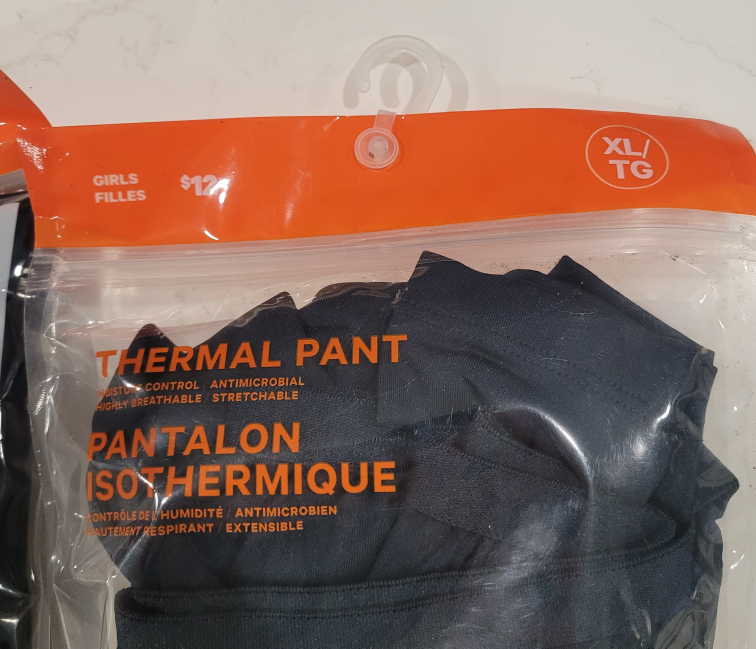 GIRLS
FILLES
$12
XL/
TG
THERMAL PANT
MOISTURE CONTROL / ANTIMICROBIAL
HIGHLY BREATHABLE / STRETCHABLE
PANTALON
ISOTHERMIQUE
CONTRÔLE DE L'HUMIDITÉ / ANTIMICROBIEN
HAUTEMENT RESPIRANT / EXTENSIBLE